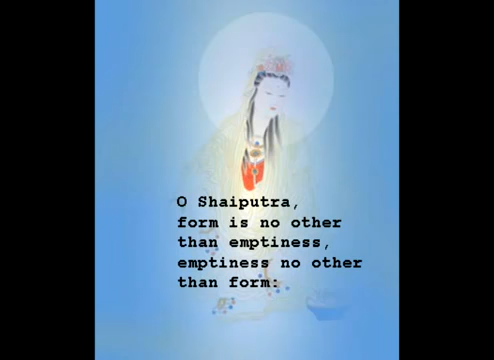 O Shaiputra,
form is no other
than emptiness,
emptiness no other
than form: